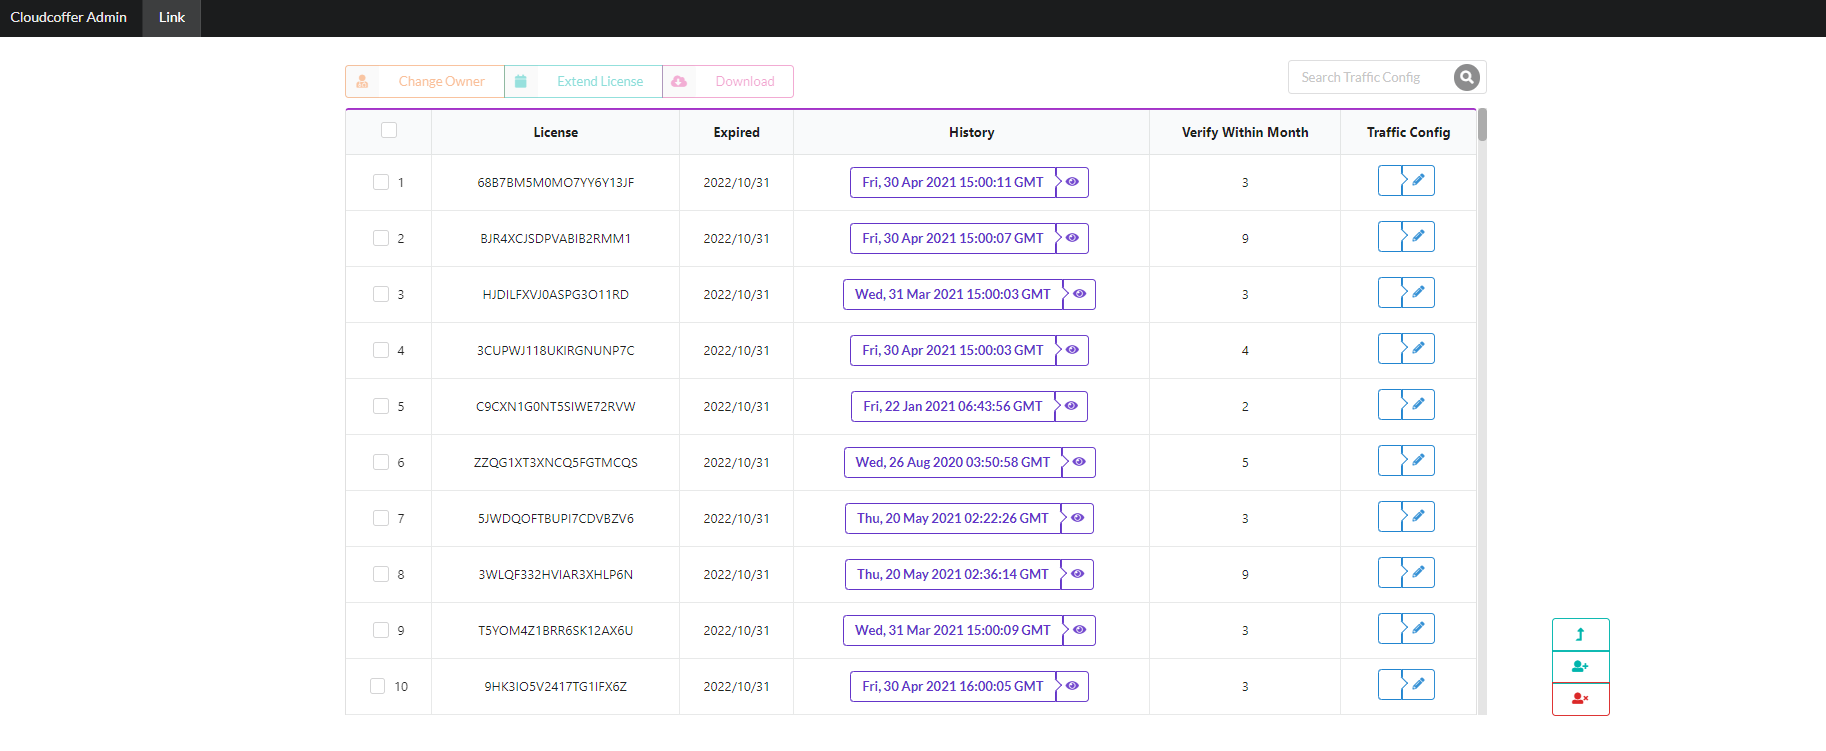 Cloudcoffer Admin Link
Change Owner Extend License Download Search Traffic Config
License Expired History Verify Within Month Traffic Config
1 68B7BM5M0MO7YY6Y13JF 2022/10/31 Fri, 30 Apr 2021 15:00:11 GMT 3
2 BJR4XCJSDPVABIB2RMM1 2022/10/31 Fri, 30 Apr 2021 15:00:07 GMT 9
3 HJDILFXVJ0ASPG3O11RD 2022/10/31 Wed, 31 Mar 2021 15:00:03 GMT 3
4 3CUPWJ118UKIRGNUNP7C 2022/10/31 Fri, 30 Apr 2021 15:00:03 GMT 4
5 C9CXN1G0NT5SIWE72RVW 2022/10/31 Fri, 22 Jan 2021 06:43:56 GMT 2
6 ZZQG1XT3XNCQ5FGTMCQS 2022/10/31 Wed, 26 Aug 2020 03:50:58 GMT 5
7 5JWDQOFTBUPI7CDVBZV6 2022/10/31 Thu, 20 May 2021 02:22:26 GMT 3
8 3WLQF332HVIAR3XHLP6N 2022/10/31 Thu, 20 May 2021 02:36:14 GMT 9
9 T5YOM4Z1BRR6SK12AX6U 2022/10/31 Wed, 31 Mar 2021 15:00:09 GMT 3
10 9HK3IO5V2417TG1IFX6Z 2022/10/31 Fri, 30 Apr 2021 16:00:05 GMT 3